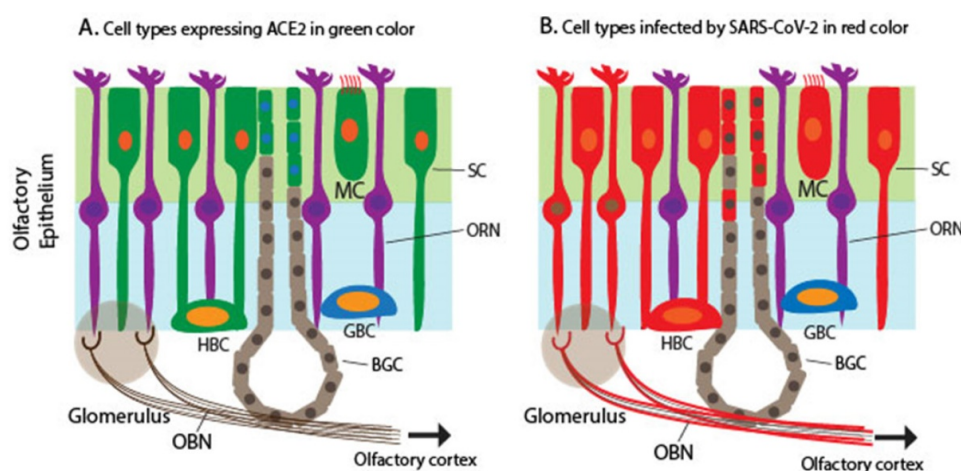 A. Cell types expressing ACE2 in green color
B. Cell types infected by SARS-CoV-2 in red color
Olfactory
Epithelium
MC
SC
ORN
HBC
GBC
BGC
Glomerulus
OBN
Olfactory cortex
MC
SC
ORN
HBC
GBC
BGC
OBN
Olfactory cortex